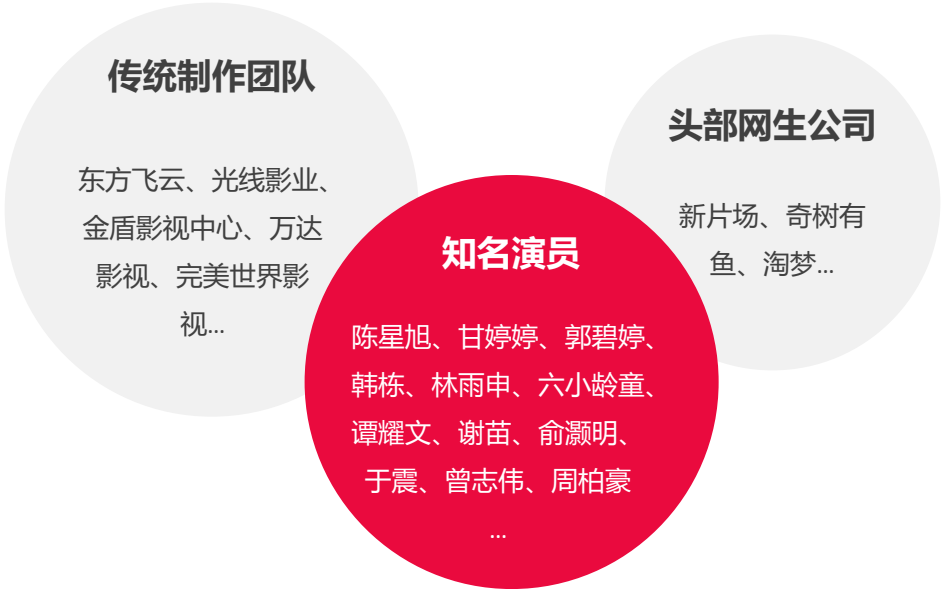 传统制作团队
东方飞云、光线影业、
金盾影视中心、万达
影视、完美世界影
视...
头部网生公司
新片场、奇树有
鱼、淘梦...
知名演员
陈星旭、甘婷婷、郭碧婷、
韩栋、林雨申、六小龄童、
谭耀文、谢苗、俞灏明、
于震、曾志伟、周柏豪
...